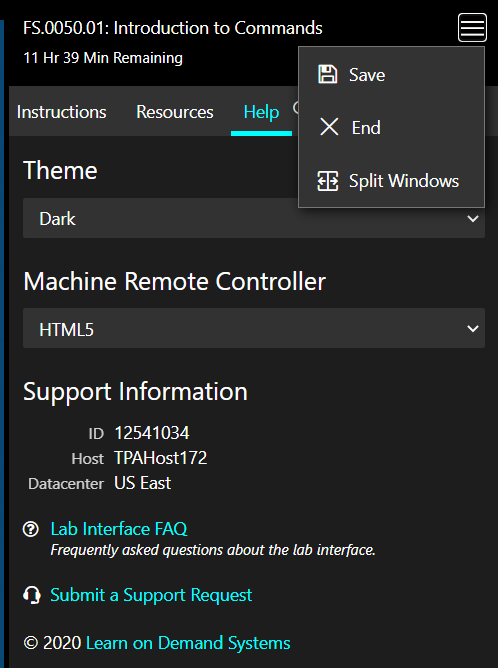 FS.0050.01: Introduction to Commands
11 Hr 39 Min Remaining
Save
End
Split Windows
Instructions Resources Help
Theme
Dark
Machine Remote Controller
HTML5
Support Information
ID 12541034
Host TPAHost172
Datacenter US East
Lab Interface FAQ
Frequently asked questions about the lab interface.
Submit a Support Request
© 2020 Learn on Demand Systems